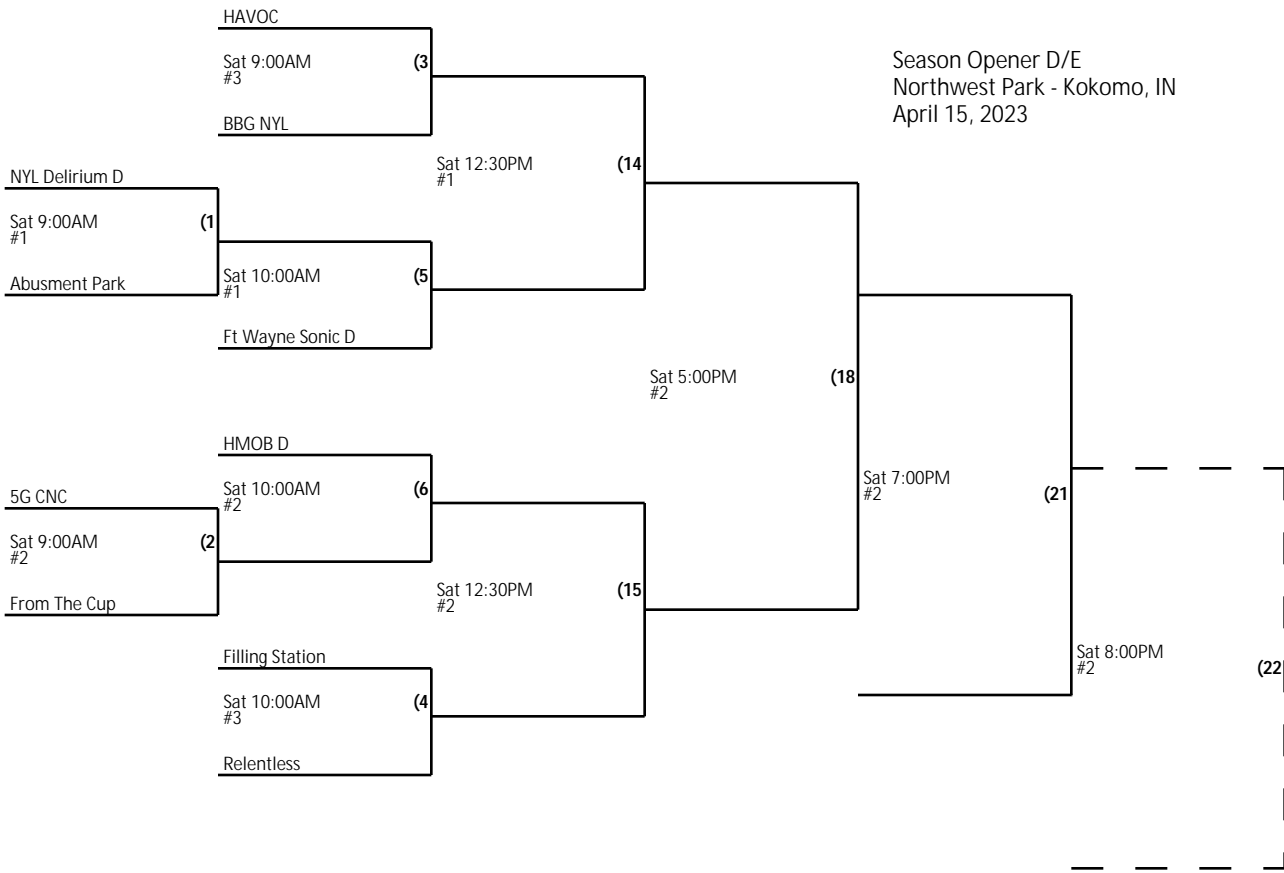 HAVOC
Sat 9:00AM (3
#3
BBG NYL
Season Opener D/E
Northwest Park - Kokomo, IN
April 15, 2023
Sat 12:30PM (14
#1
NYL Delirium D
Sat 9:00AM (1
#1
Abusment Park
Sat 10:00AM (5
#1
Ft Wayne Sonic D
Sat 5:00PM (18
#2
HMOB D
Sat 10:00AM (6
#2
5G CNC
Sat 9:00AM (2
#2
From The Cup
Sat 7:00PM (21
#2
Sat 12:30PM (15
#2
Filling Station
Sat 10:00AM (4
#3
Relentless
Sat 8:00PM (22
#2